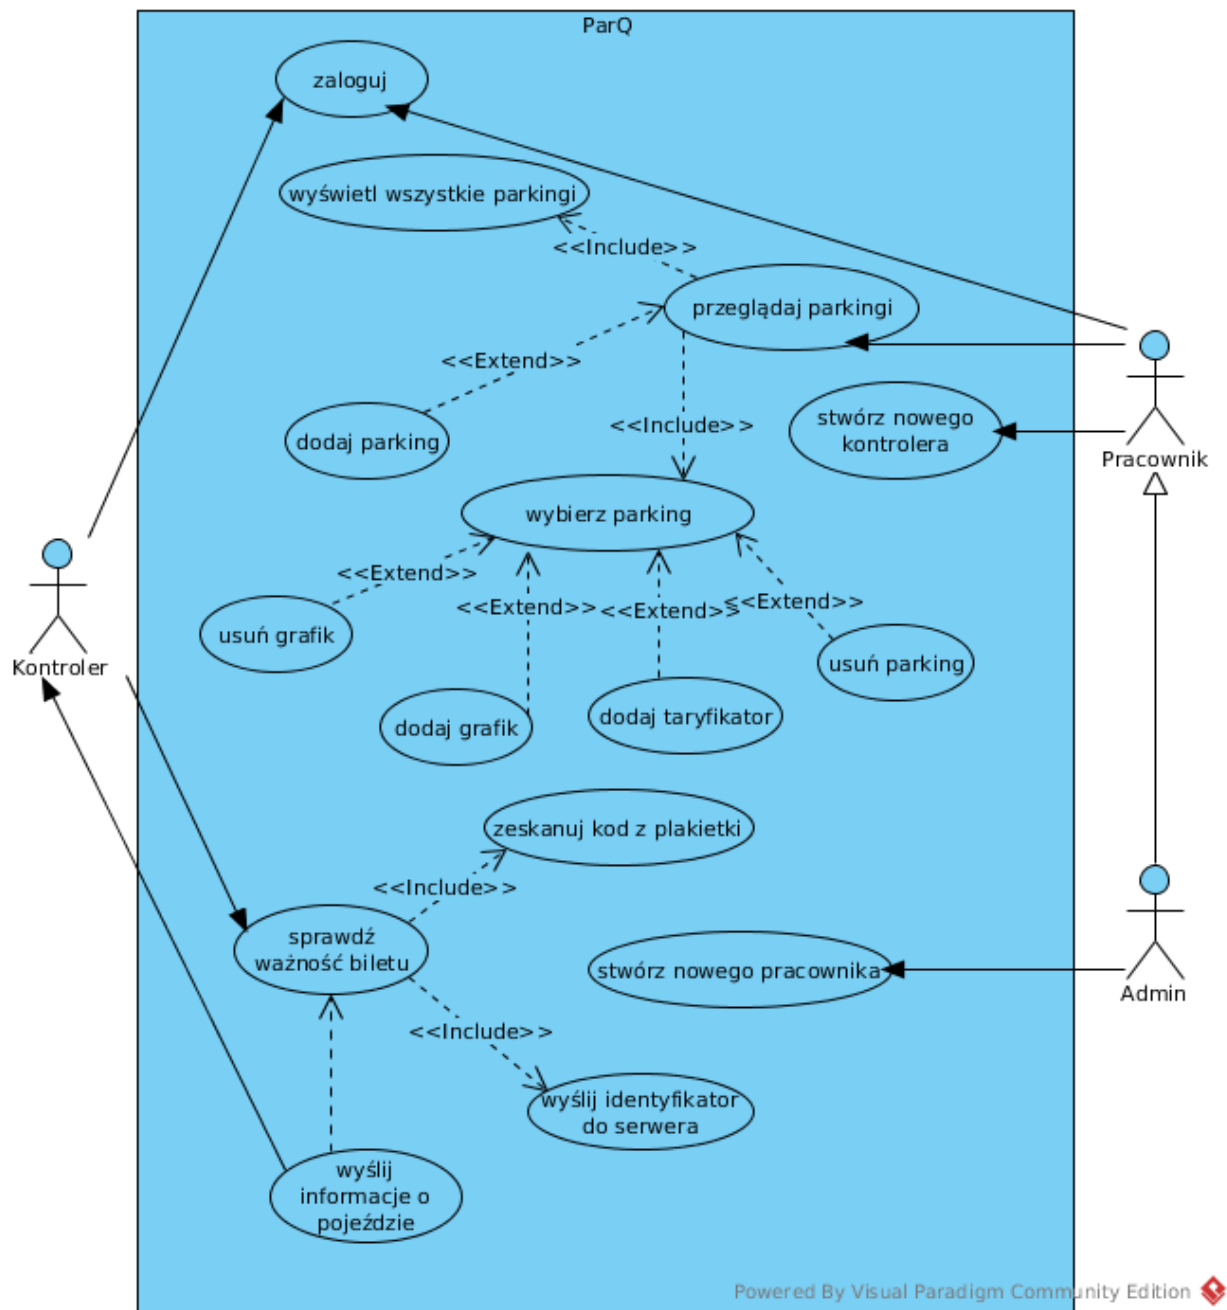 ParQ
zaloguj
wyświetl wszystkie parkingi
<<Include>>
przeglądaj parkingi
<<Extend>>
<<Include>>
stwórz nowego
kontrolera
dodaj parking
Pracownik
wybierz parking
<<Extend>>
<<Extend>>
<<Extend>>
<<Extend>>
usuń grafik
usuń parking
Kontroler
dodaj grafik
dodaj taryfikator
zeskanuj kod z plakietki
<<Include>>
sprawdź
ważność biletu
stwórz nowego pracownika
Admin
<<Include>>
wyślij identyfikator
do serwera
wyślij
informacje o
pojeździe
Powered By Visual Paradigm Community Edition